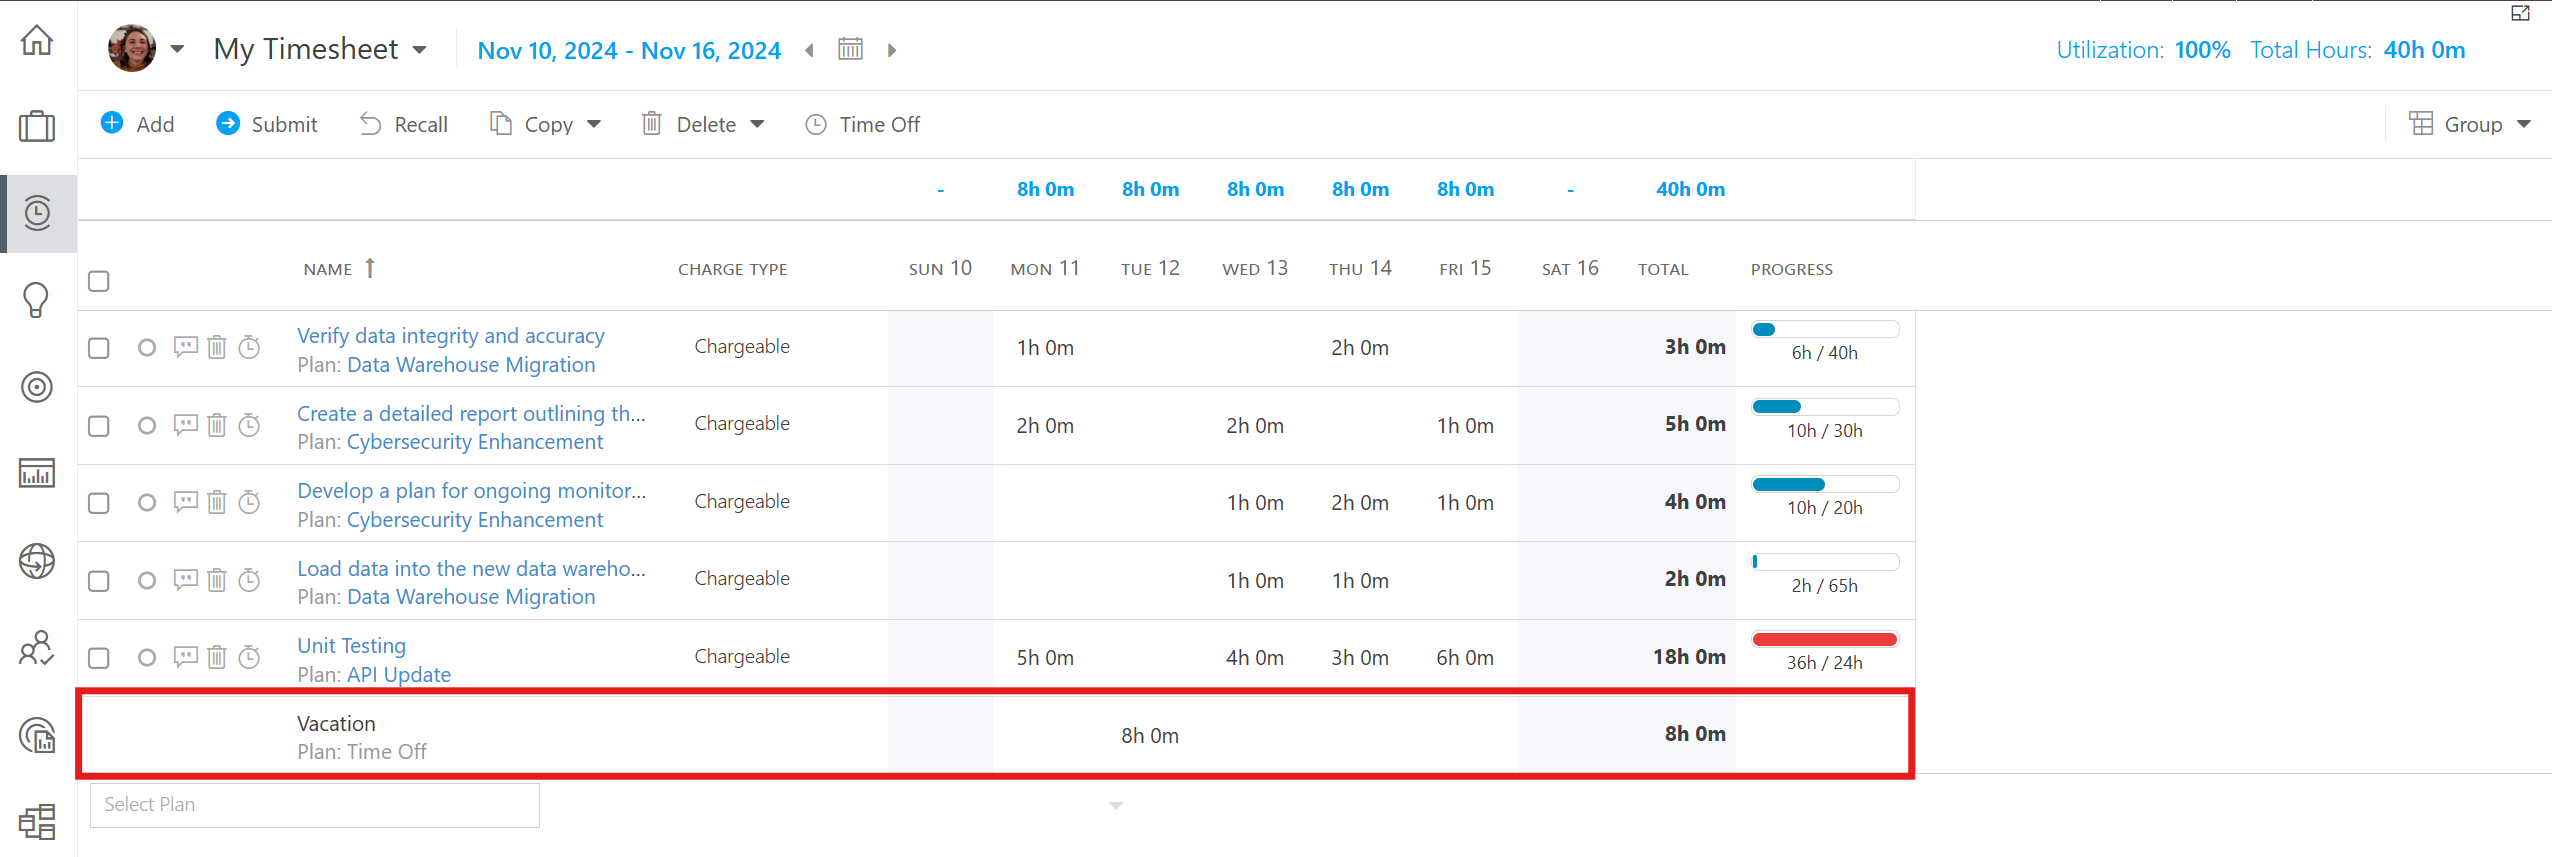 My Timesheet
Nov 10, 2024 - Nov 16, 2024
Utilization: 100% Total Hours: 40h 0m
Add Submit Recall Copy Delete Time Off Group
- 8h 0m 8h 0m 8h 0m 8h 0m 8h 0m - 40h 0m
NAME CHARGE TYPE SUN 10 MON 11 TUE 12 WED 13 THU 14 FRI 15 SAT 16 TOTAL PROGRESS
Verify data integrity and accuracy
Plan: Data Warehouse Migration
Chargeable 1h 0m 2h 0m 3h 0m
6h / 40h
Create a detailed report outlining th...
Plan: Cybersecurity Enhancement
Chargeable 2h 0m 2h 0m 1h 0m 5h 0m
10h / 30h
Develop a plan for ongoing monitor...
Plan: Cybersecurity Enhancement
Chargeable 1h 0m 2h 0m 1h 0m 4h 0m
10h / 20h
Load data into the new data wareho...
Plan: Data Warehouse Migration
Chargeable 1h 0m 1h 0m 2h 0m
2h / 65h
Unit Testing
Plan: API Update
Chargeable 5h 0m 4h 0m 3h 0m 6h 0m 18h 0m
36h / 24h
Vacation
Plan: Time Off
8h 0m 8h 0m
Select Plan